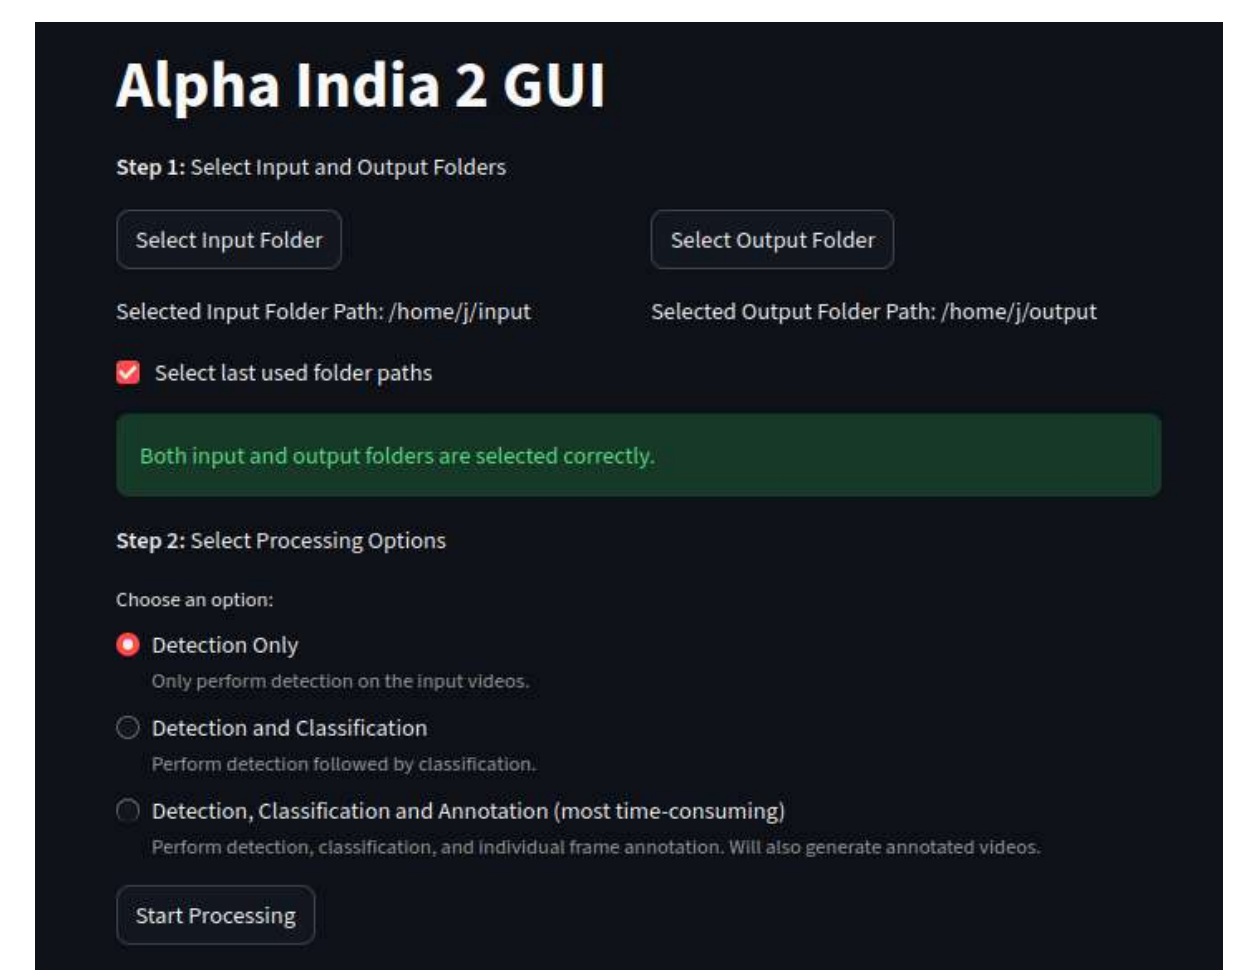 Alpha India 2 GUI
Step 1: Select Input and Output Folders
Select Input Folder
Select Output Folder
Selected Input Folder Path: /home/j/input
Selected Output Folder Path: /home/j/output
Select last used folder paths
Both input and output folders are selected correctly.
Step 2: Select Processing Options
Choose an option:
Detection Only
Only perform detection on the input videos.
Detection and Classification
Perform detection followed by classification.
Detection, Classification and Annotation (most time-consuming)
Perform detection, classification, and individual frame annotation. Will also generate annotated videos.
Start Processing